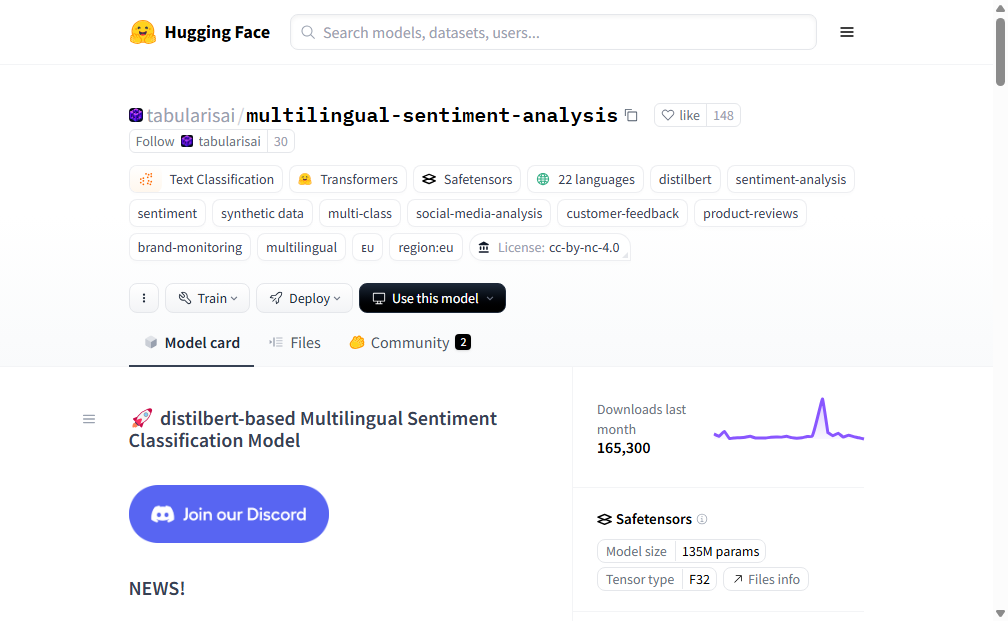 Hugging Face
Search models, datasets, users...
tabularisai/multilingual-sentiment-analysis
like 148
Follow tabularisai 30
Text Classification Transformers Safetensors 22 languages distilbert sentiment-analysis
sentiment synthetic data multi-class social-media-analysis customer-feedback product-reviews
brand-monitoring multilingual EU region:eu License: cc-by-nc-4.0
Train Deploy Use this model
Model card Files Community 2
🚀 distilbert-based Multilingual Sentiment
Classification Model
Join our Discord
NEWS!
Downloads last
month
165,300
Safetensors
Model size 135M params
Tensor type F32 Files info